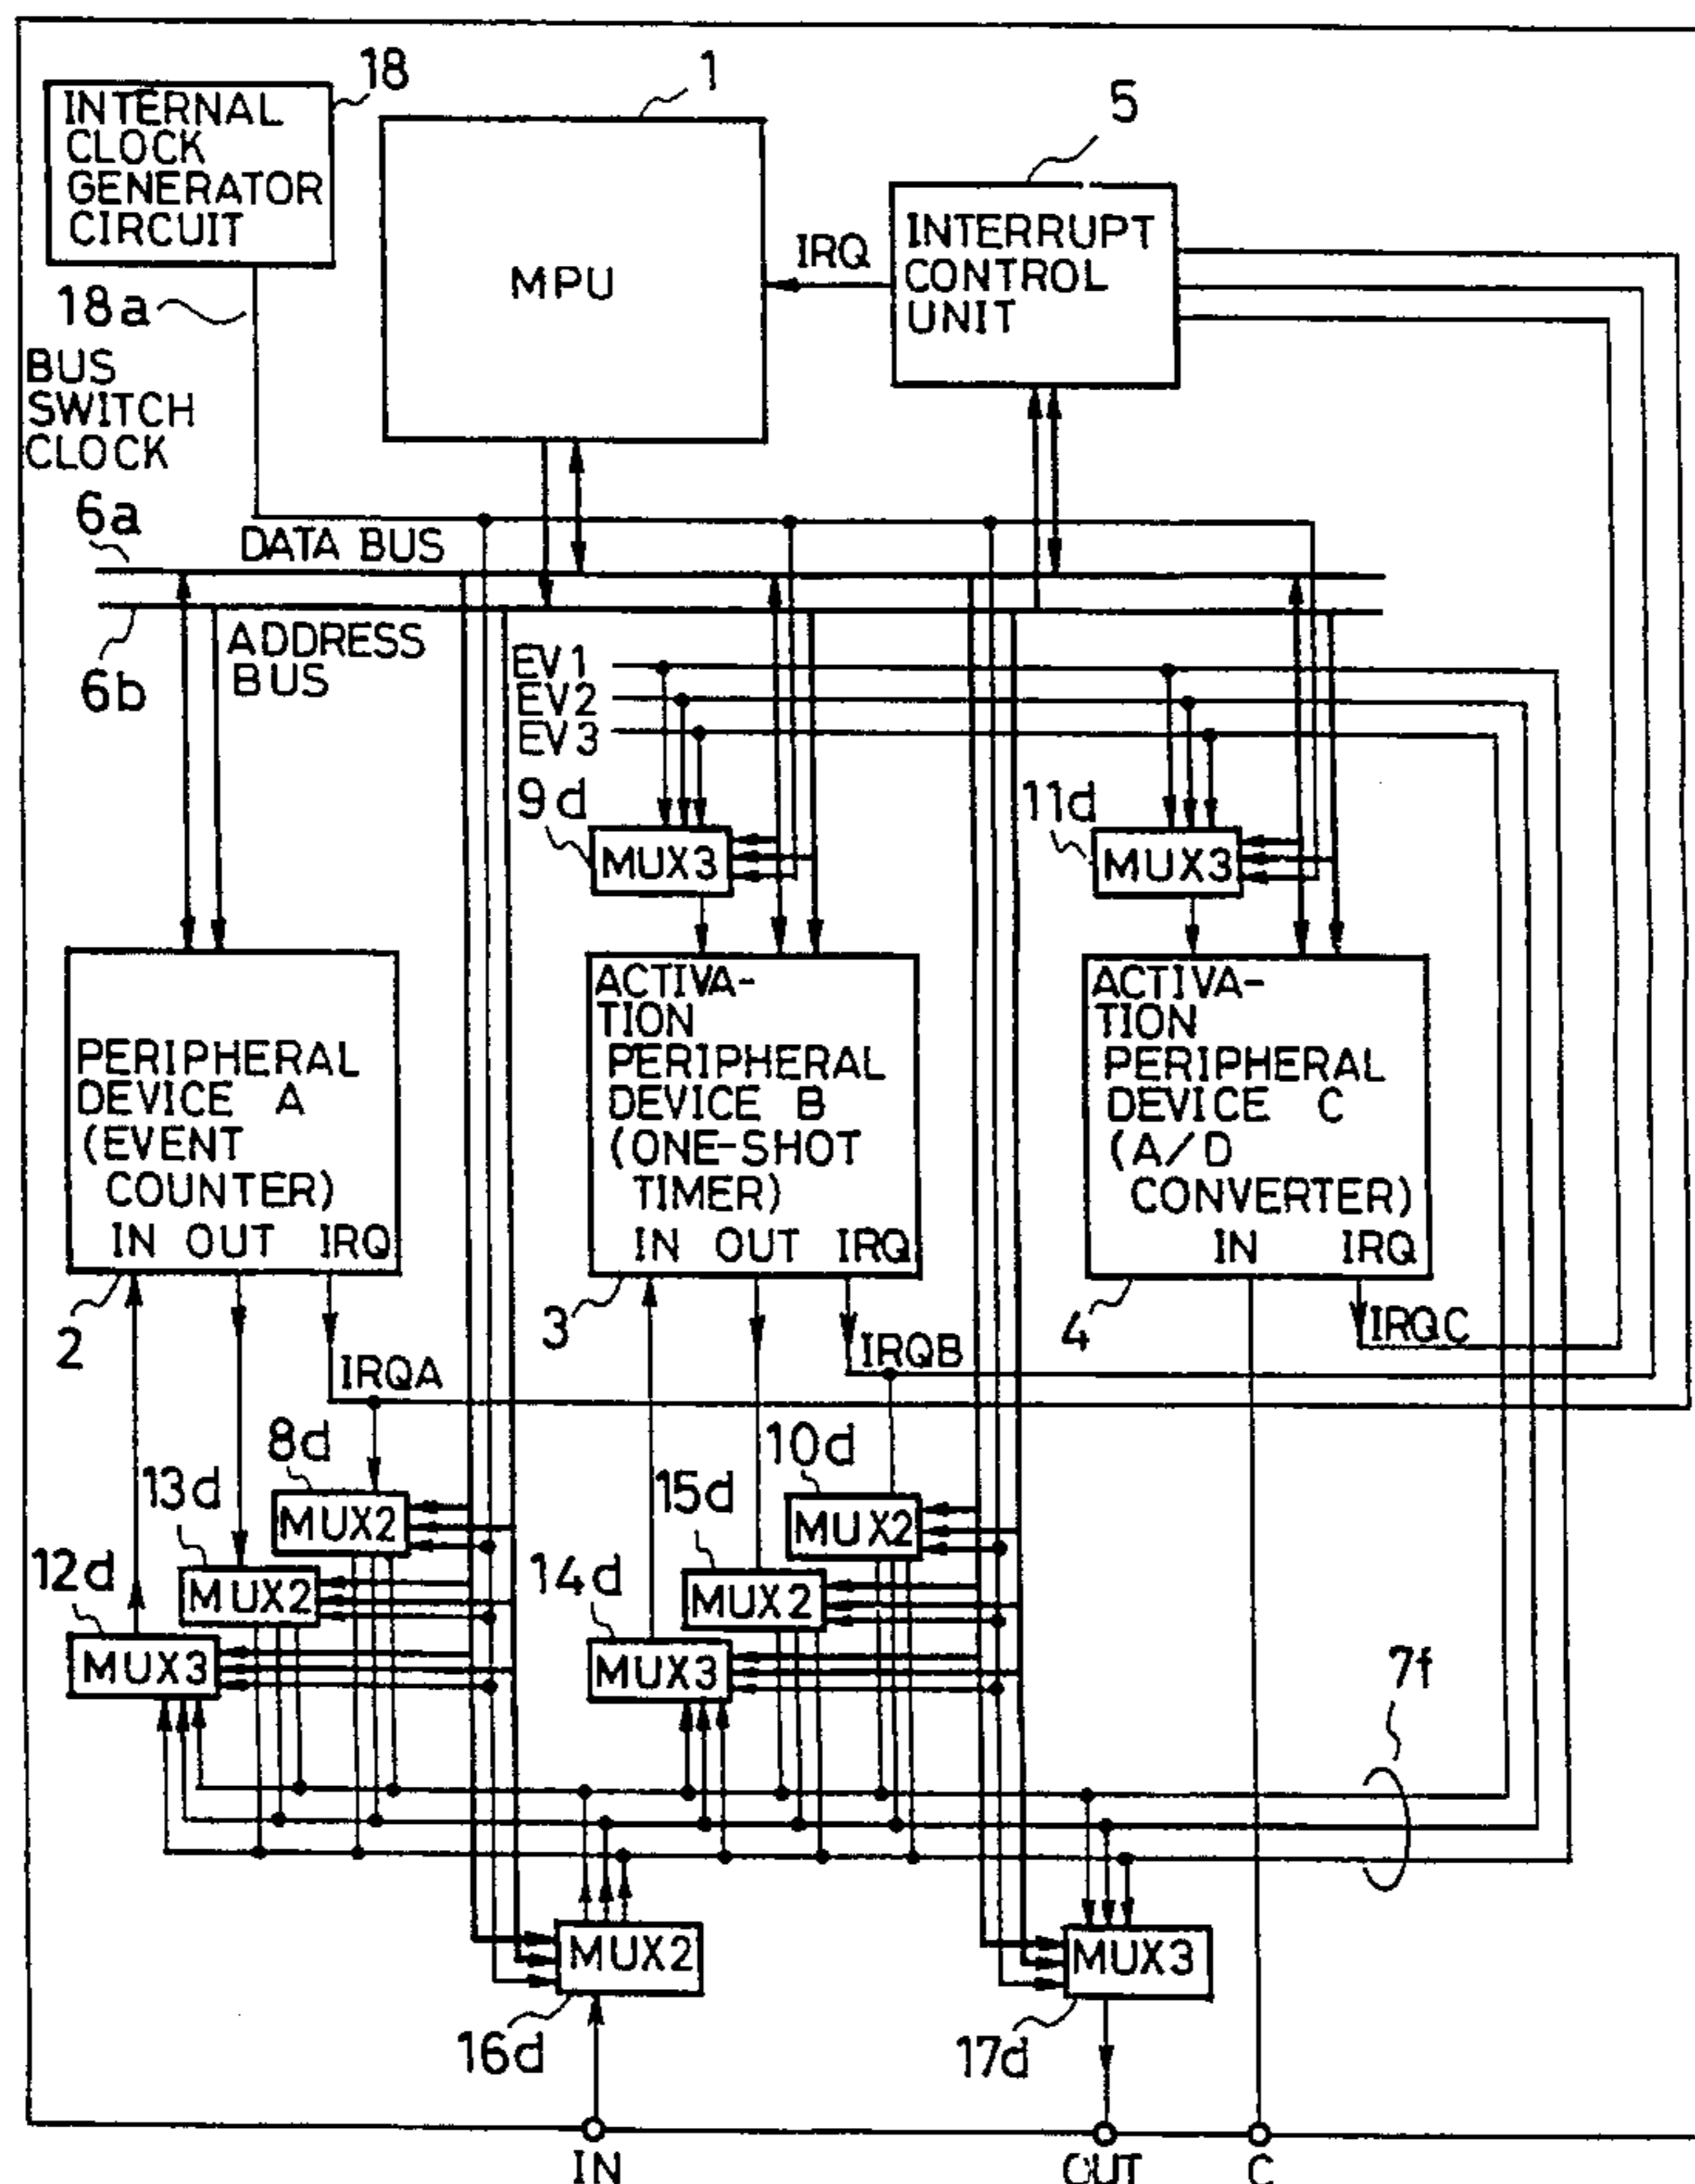 18
INTERNAL
CLOCK
GENERATOR
CIRCUIT
1
MPU
5
INTERRUPT
CONTROL
UNIT
IRQ
18a
BUS
SWITCH
CLOCK
6a
DATA BUS
ADDRESS
BUS
6b
EV1
EV2
EV3
9d
MUX3
11d
MUX3
PERIPHERAL
DEVICE A
(EVENT
COUNTER)
IN OUT IRQ
2
ACTIVA-
TION
PERIPHERAL
DEVICE B
(ONE-SHOT
TIMER)
IN OUT IRQ
3
ACTIVA-
TION
PERIPHERAL
DEVICE C
(A/D
CONVERTER)
IN IRQ
4
IRQA
IRQB
IRQC
8d
MUX2
13d
MUX2
12d
MUX3
10d
MUX2
15d
MUX2
14d
MUX3
7f
MUX2
16d
MUX3
17d
IN
OUT
C